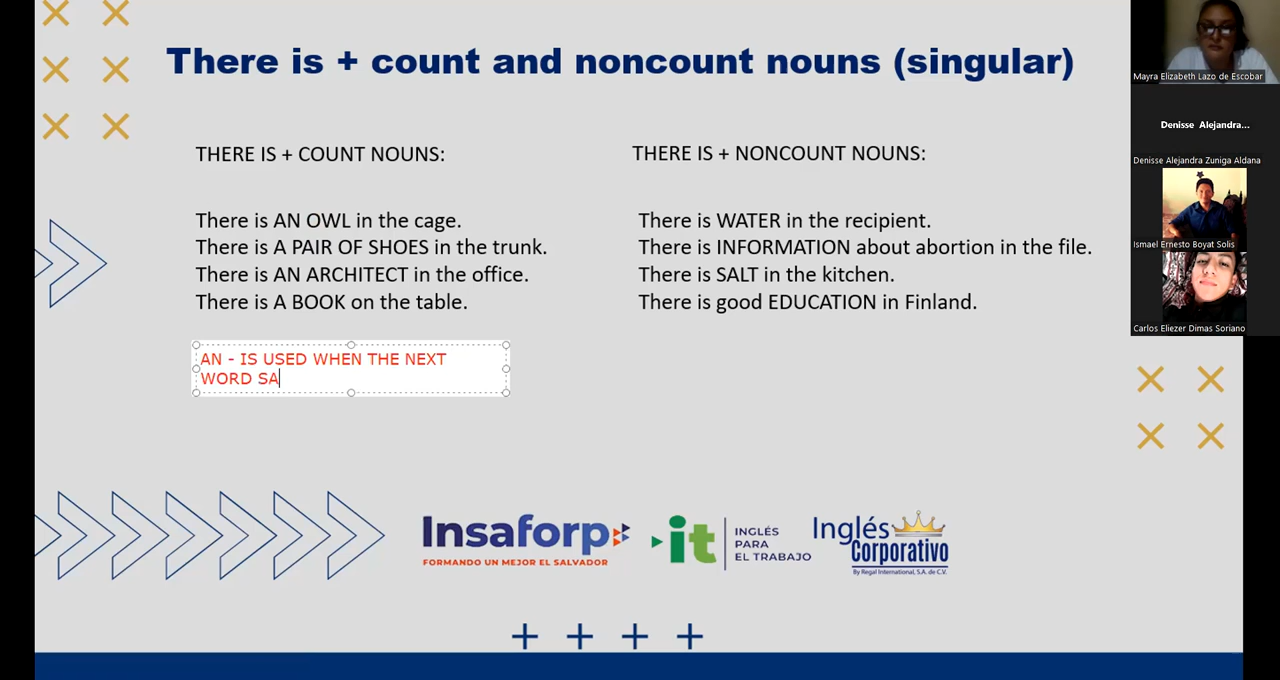 There is + count and noncount nouns (singular)
THERE IS + COUNT NOUNS:
There is AN OWL in the cage.
There is A PAIR OF SHOES in the trunk.
There is AN ARCHITECT in the office.
There is A BOOK on the table.
AN - IS USED WHEN THE NEXT
WORD SA
THERE IS + NONCOUNT NOUNS:
There is WATER in the recipient.
There is INFORMATION about abortion in the file.
There is SALT in the kitchen.
There is good EDUCATION in Finland.
Mayra Elizabeth Lazo de Escobar
Denisse Alejandra...
Denisse Alejandra Zuniga Aldana
Ismael Ernesto Boyat Solis
Carlos Eliezer Dimas Soriano
Insaforp
FORMANDO UN MEJOR EL SALVADOR
it
INGLÉS
PARA
EL TRABAJO
Inglés
Corporativo
By Regal International, S.A. de C.V.